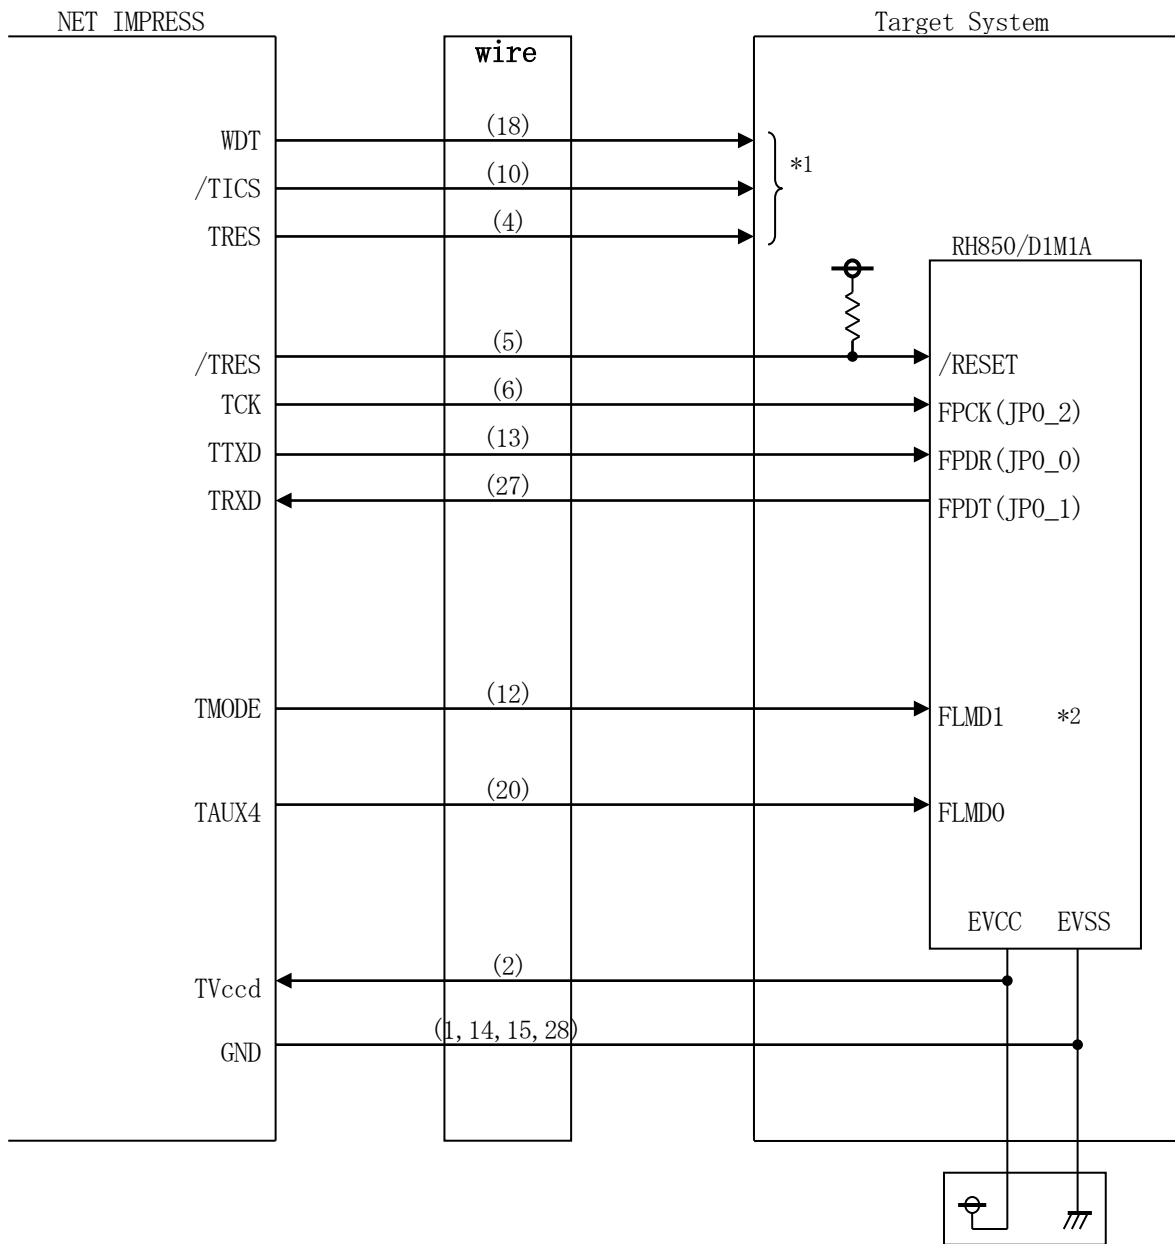 NET IMPRESS
wire
Target System
WDT (18)
*1
/TICS (10)
TRES (4)
RH850/D1M1A
/TRES (5) /RESET
TCK (6) FPCK(JP0_2)
TTXD (13) FPDR(JP0_0)
TRXD (27) FPDT(JP0_1)
TMODE (12) FLMD1 *2
TAUX4 (20) FLMD0
EVCC EVSS
TVccd (2)
GND (1,14,15,28)